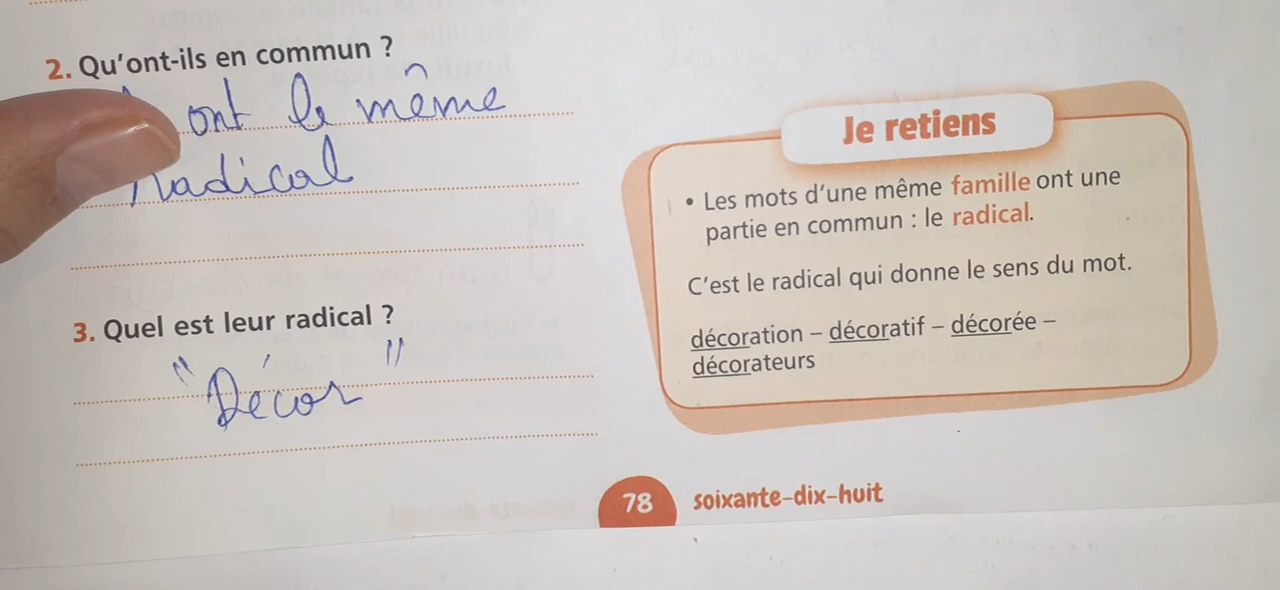 2. Qu'ont-ils en commun ?
ont le même
radical
3. Quel est leur radical ?
"Décor"
Je retiens
• Les mots d'une même famille ont une
partie en commun : le radical.
C'est le radical qui donne le sens du mot.
décoration – décoratif – décorée –
décorateurs
78 soixante-dix-huit